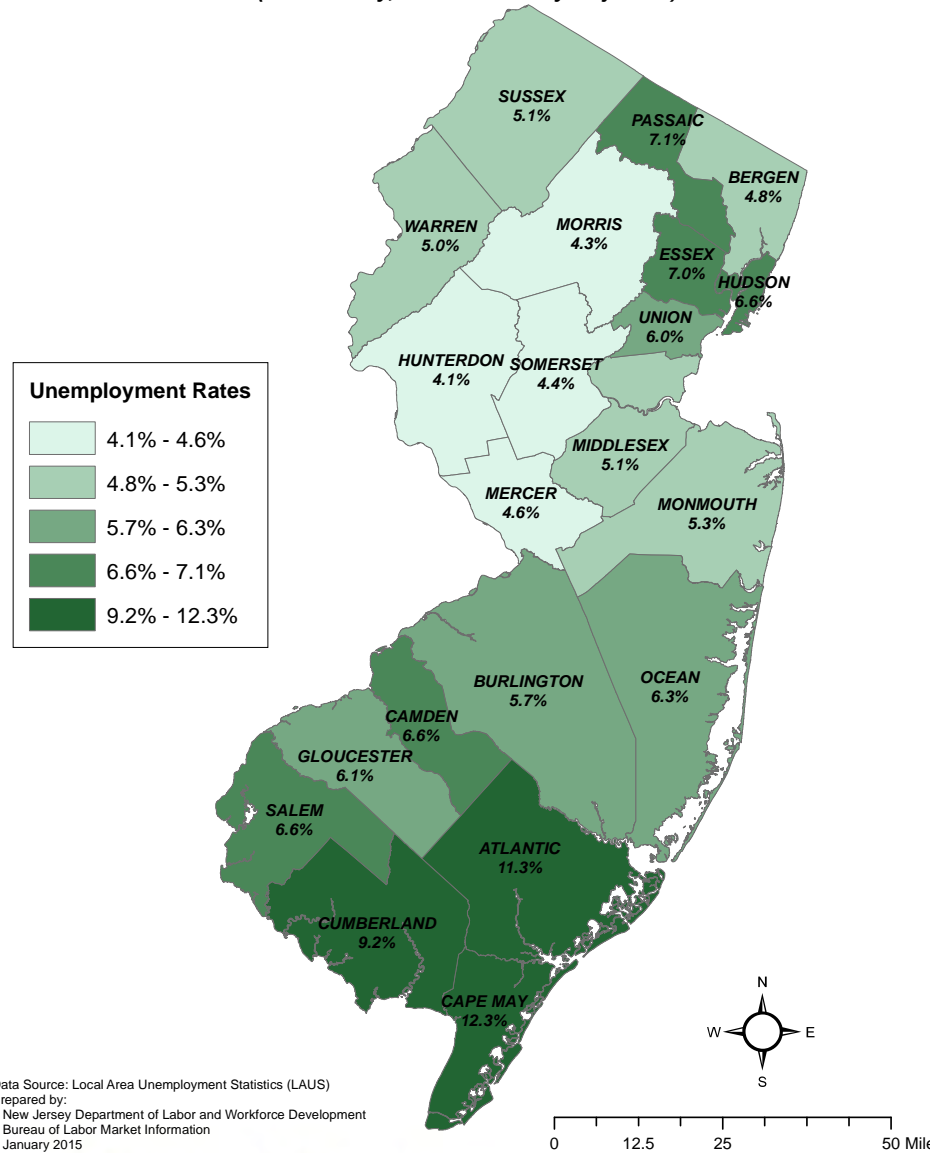 SUSSEX
5.1%
PASSAIC
7.1%
BERGEN
4.8%
WARREN
5.0%
MORRIS
4.3%
ESSEX
7.0%
HUDSON
6.6%
UNION
6.0%
HUNTERDON
4.1%
SOMERSET
4.4%
Unemployment Rates
4.1% - 4.6%
4.8% - 5.3%
5.7% - 6.3%
6.6% - 7.1%
9.2% - 12.3%
MIDDLESEX
5.1%
MERCER
4.6%
MONMOUTH
5.3%
BURLINGTON
5.7%
OCEAN
6.3%
CAMDEN
6.6%
GLOUCESTER
6.1%
SALEM
6.6%
ATLANTIC
11.3%
CUMBERLAND
9.2%
CAPE MAY
12.3%
N
W E
S
ata Source: Local Area Unemployment Statistics (LAUS)
repared by:
New Jersey Department of Labor and Workforce Development
Bureau of Labor Market Information
January 2015
0 12.5 25 50 Mile